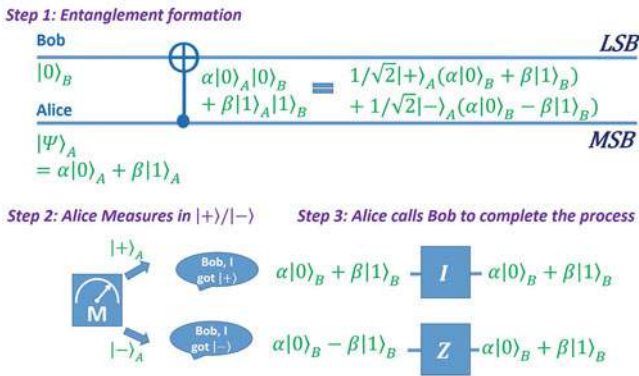 Step 1: Entanglement formation
Bob
LSB
|0⟩_B
α|0⟩_A|0⟩_B = 1/√2|+⟩_A(α|0⟩_B + β|1⟩_B)
+ β|1⟩_A|1⟩_B + 1/√2|−⟩_A(α|0⟩_B − β|1⟩_B)
Alice
MSB
|Ψ⟩_A
= α|0⟩_A + β|1⟩_A
Step 2: Alice Measures in |+⟩/|−⟩
Step 3: Alice calls Bob to complete the process
|+⟩_A
Bob, I
got |+⟩
α|0⟩_B + β|1⟩_B I α|0⟩_B + β|1⟩_B
M
|−⟩_A
Bob, I
got |−⟩
α|0⟩_B − β|1⟩_B Z α|0⟩_B + β|1⟩_B